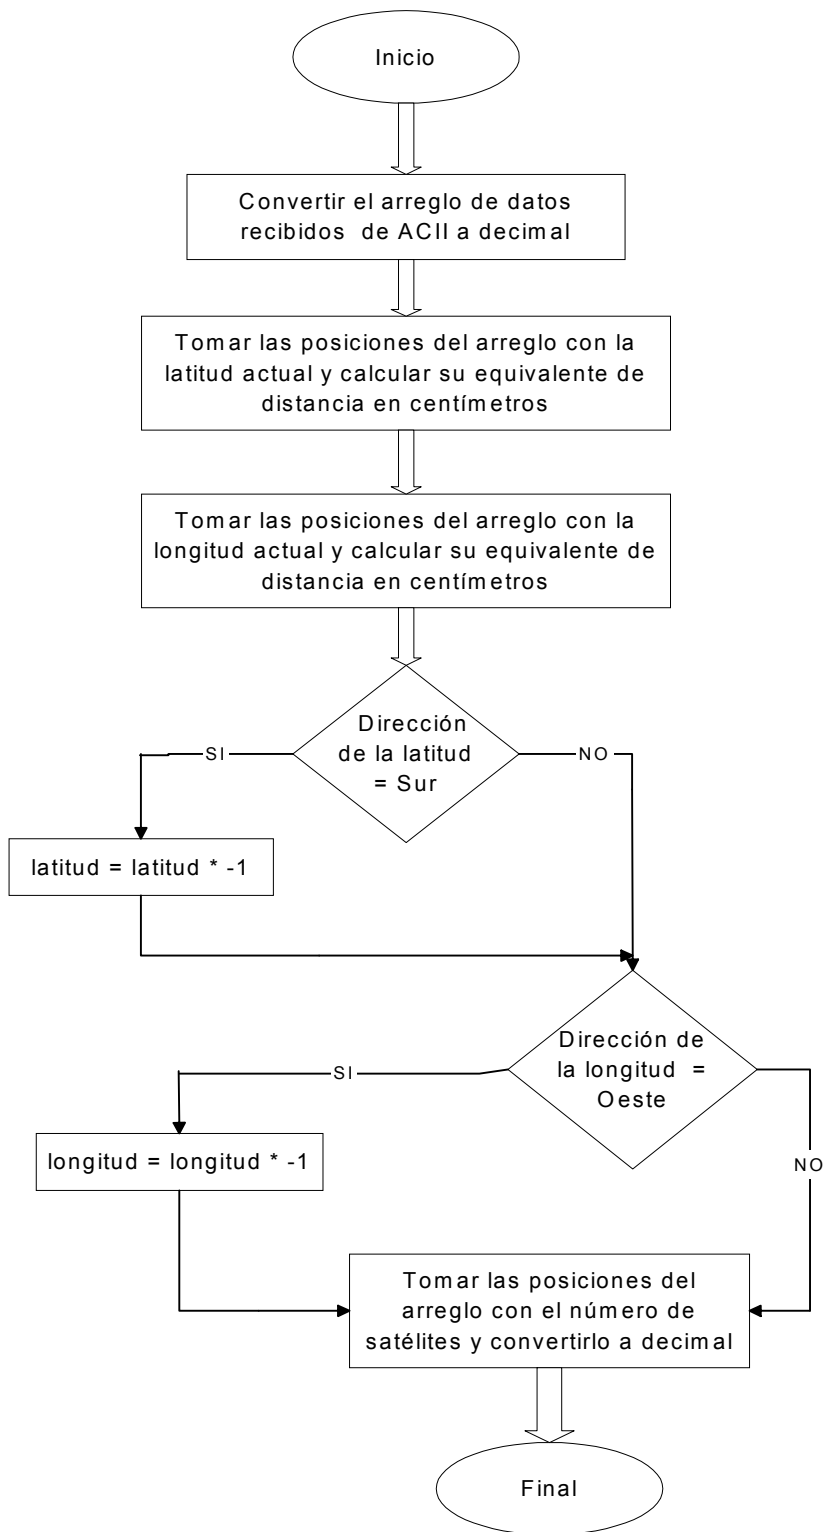 Inicio
Convertir el arreglo de datos
recibidos de ACII a decimal
Tomar las posiciones del arreglo con la
latitud actual y calcular su equivalente de
distancia en centímetros
Tomar las posiciones del arreglo con la
longitud actual y calcular su equivalente de
distancia en centímetros
Dirección
de la latitud
= Sur
SI
NO
latitud = latitud * -1
Dirección de
la longitud =
Oeste
SI
NO
longitud = longitud * -1
Tomar las posiciones del
arreglo con el número de
satélites y convertirlo a decimal
Final